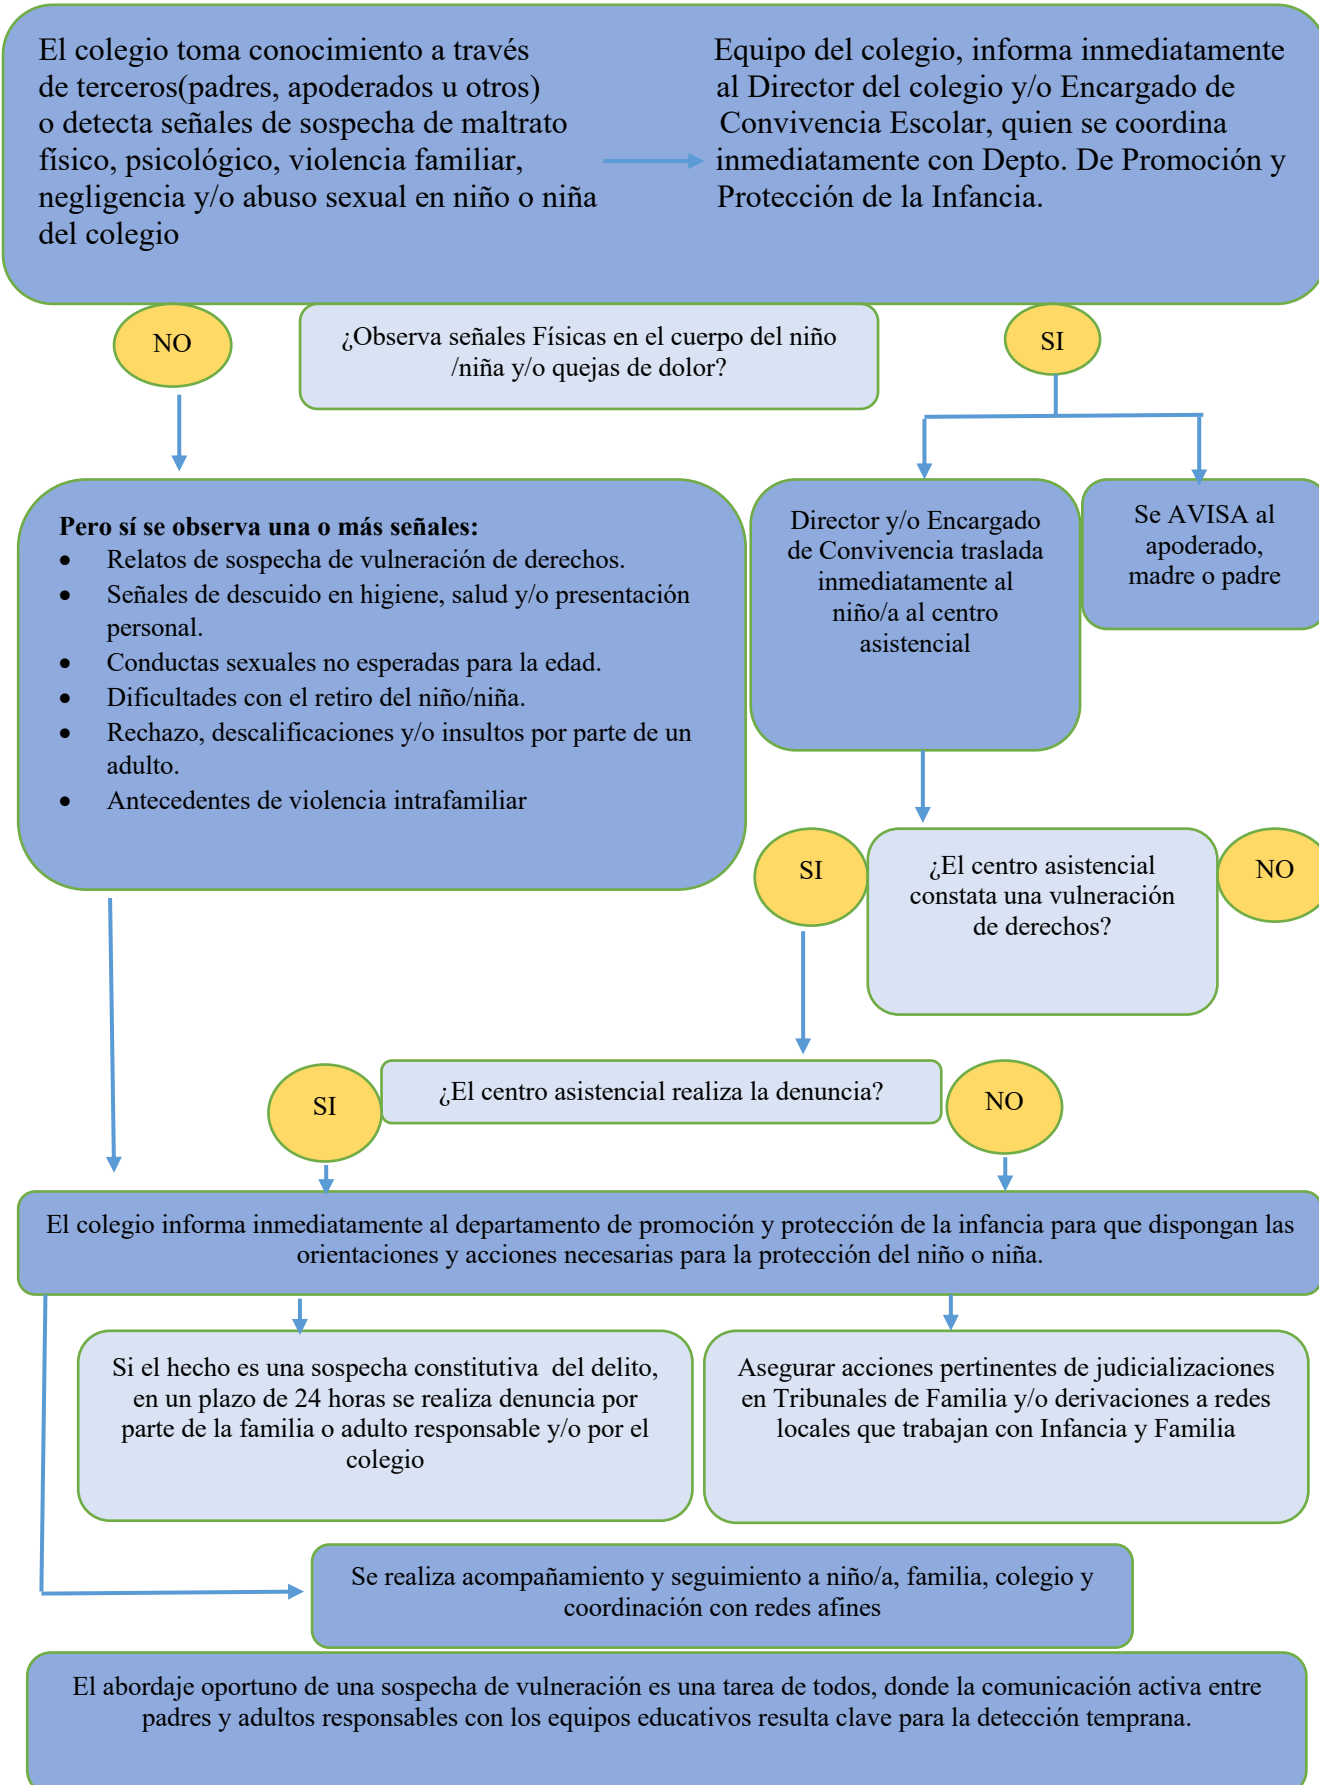 El colegio toma conocimiento a través
de terceros(padres, apoderados u otros)
o detecta señales de sospecha de maltrato
físico, psicológico, violencia familiar,
negligencia y/o abuso sexual en niño o niña
del colegio
Equipo del colegio, informa inmediatamente
al Director del colegio y/o Encargado de
Convivencia Escolar, quien se coordina
inmediatamente con Depto. De Promoción y
Protección de la Infancia.
NO
¿Observa señales Físicas en el cuerpo del niño
/niña y/o quejas de dolor?
SI
Pero sí se observa una o más señales:
• Relatos de sospecha de vulneración de derechos.
• Señales de descuido en higiene, salud y/o presentación
personal.
• Conductas sexuales no esperadas para la edad.
• Dificultades con el retiro del niño/niña.
• Rechazo, descalificaciones y/o insultos por parte de un
adulto.
• Antecedentes de violencia intrafamiliar
Director y/o Encargado
de Convivencia traslada
inmediatamente al
niño/a al centro
asistencial
Se AVISA al
apoderado,
madre o padre
SI
¿El centro asistencial
constata una vulneración
de derechos?
NO
SI
¿El centro asistencial realiza la denuncia?
NO
El colegio informa inmediatamente al departamento de promoción y protección de la infancia para que dispongan las
orientaciones y acciones necesarias para la protección del niño o niña.
Si el hecho es una sospecha constitutiva del delito,
en un plazo de 24 horas se realiza denuncia por
parte de la familia o adulto responsable y/o por el
colegio
Asegurar acciones pertinentes de judicializaciones
en Tribunales de Familia y/o derivaciones a redes
locales que trabajan con Infancia y Familia
Se realiza acompañamiento y seguimiento a niño/a, familia, colegio y
coordinación con redes afines
El abordaje oportuno de una sospecha de vulneración es una tarea de todos, donde la comunicación activa entre
padres y adultos responsables con los equipos educativos resulta clave para la detección temprana.